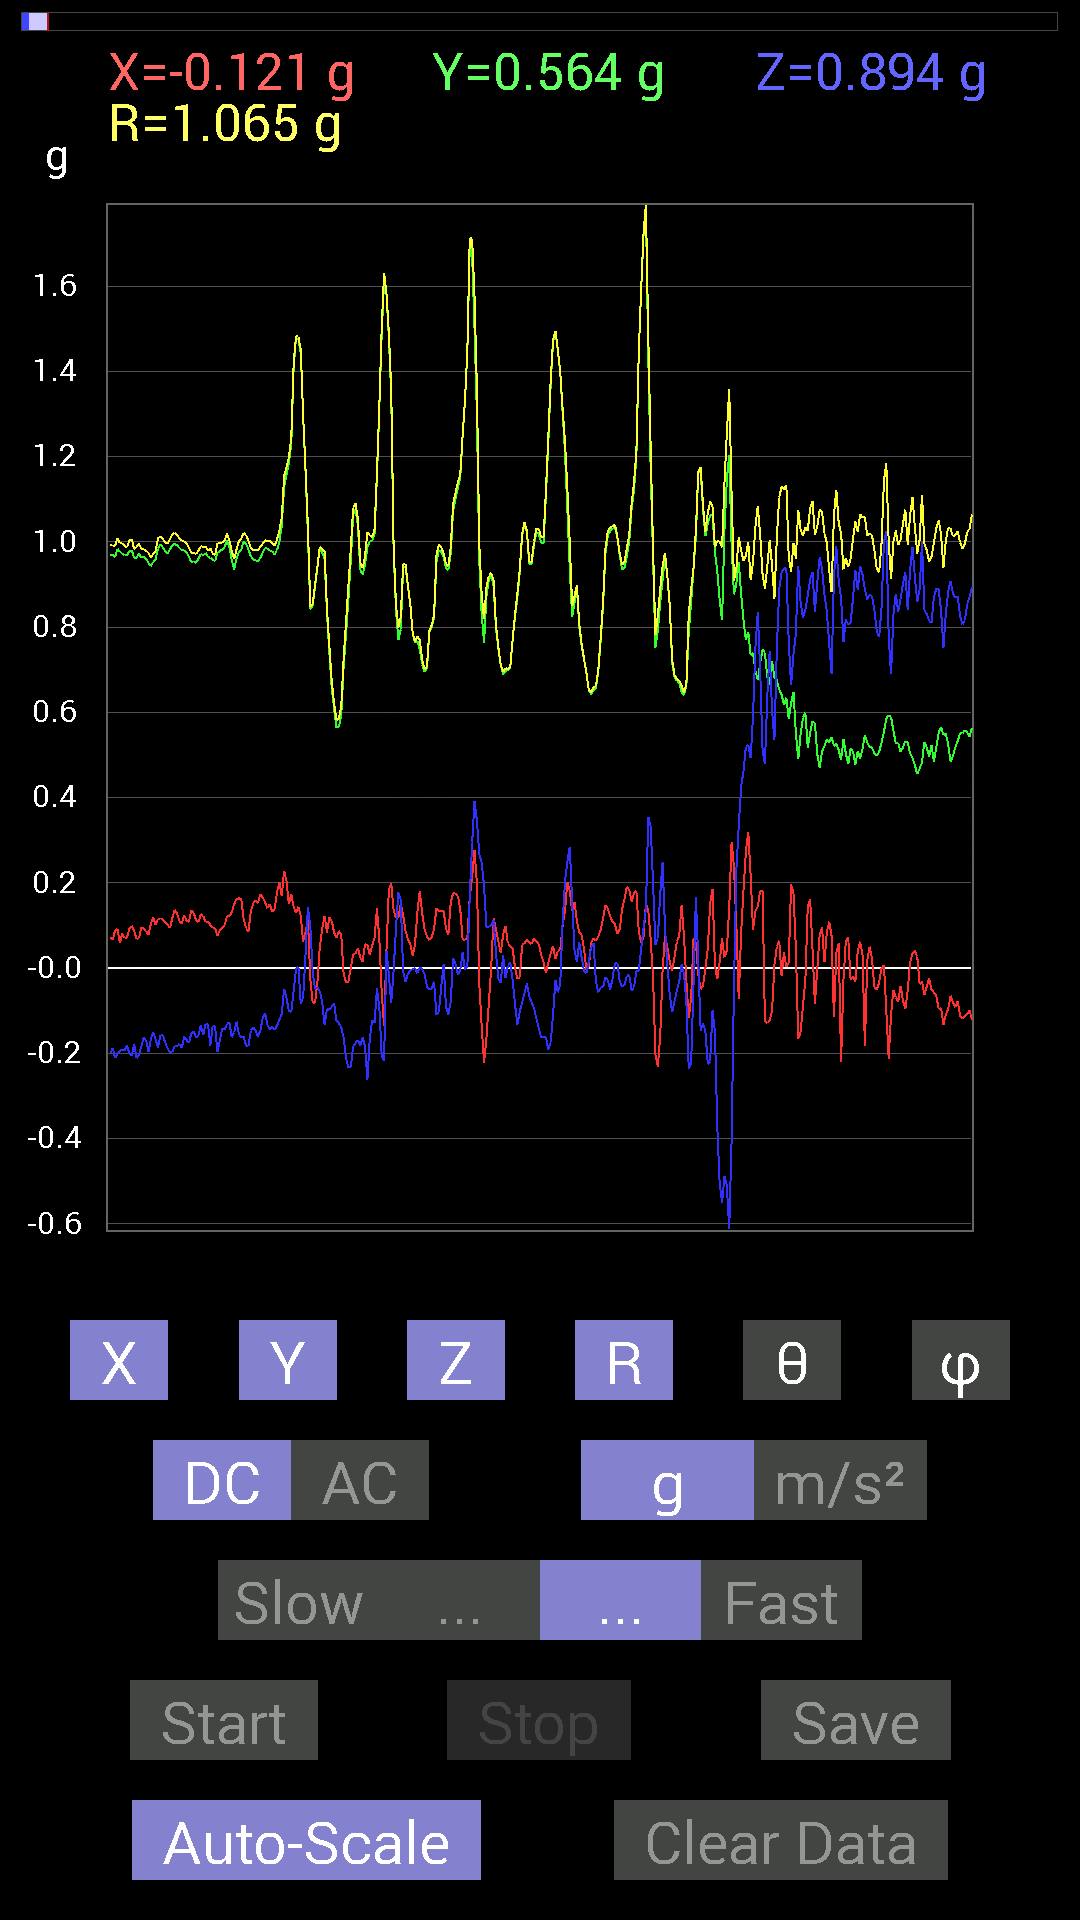 X=-0.121 g Y=0.564 g Z=0.894 g
R=1.065 g
g
1.6
1.4
1.2
1.0
0.8
0.6
0.4
0.2
-0.0
-0.2
-0.4
-0.6
X Y Z R θ φ
DC AC g m/s²
Slow ... ... Fast
Start Stop Save
Auto-Scale Clear Data